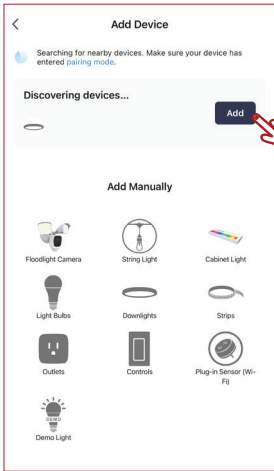 Add Device
Searching for nearby devices. Make sure your device has
entered pairing mode.
Discovering devices...
Add
Add Manually
Floodlight Camera
String Light
Cabinet Light
Light Bulbs
Downlights
Strips
Outlets
Controls
Plug-in Sensor (Wi-
Fi)
DEMO
Demo Light